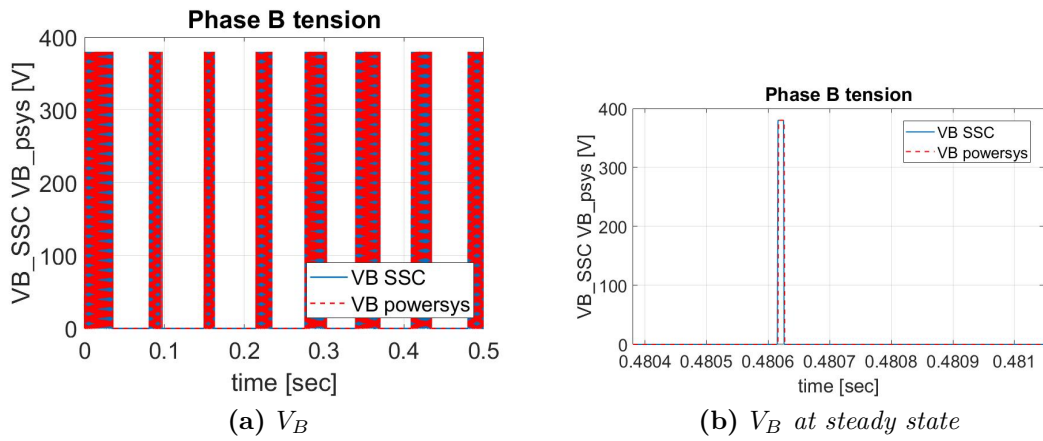 Phase B tension
VB_SSC VB_psys [V]
400
300
200
100
0
VB SSC
VB powersys
0 0.1 0.2 0.3 0.4 0.5
time [sec]
(a) V_B
Phase B tension
VB_SSC VB_psys [V]
400
300
200
100
0
VB SSC
VB powersys
0.4804 0.4805 0.4806 0.4807 0.4808 0.4809 0.481
time [sec]
(b) V_B at steady state